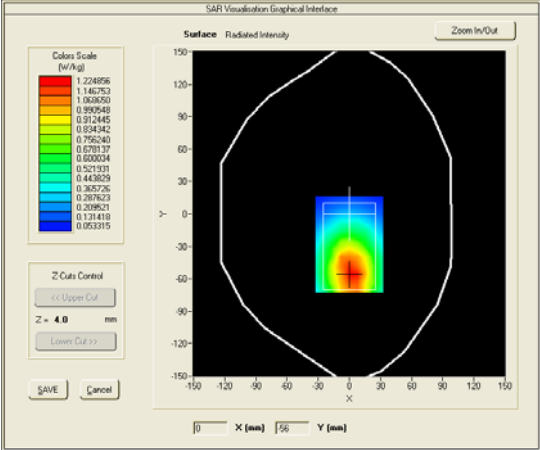 SAR Visualisation Graphical Interface
Surface Radiated Intensity
Zoom In/Out
Colors Scale
(W/kg)
1.224856
1.146753
1.068650
0.990548
0.912445
0.834342
0.756240
0.678137
0.600034
0.521931
0.443829
0.365726
0.287623
0.209521
0.131418
0.053315
Z-Cuts Control
<< Upper Cut
Z = 4.0 mm
Lower Cut >>
SAVE Cancel
150
120
90
60
30
0
-30
-60
-90
-120
-150
Y
-150 -120 -90 -60 -30 0 30 60 90 120 150
X
0 X (mm) -56 Y (mm)